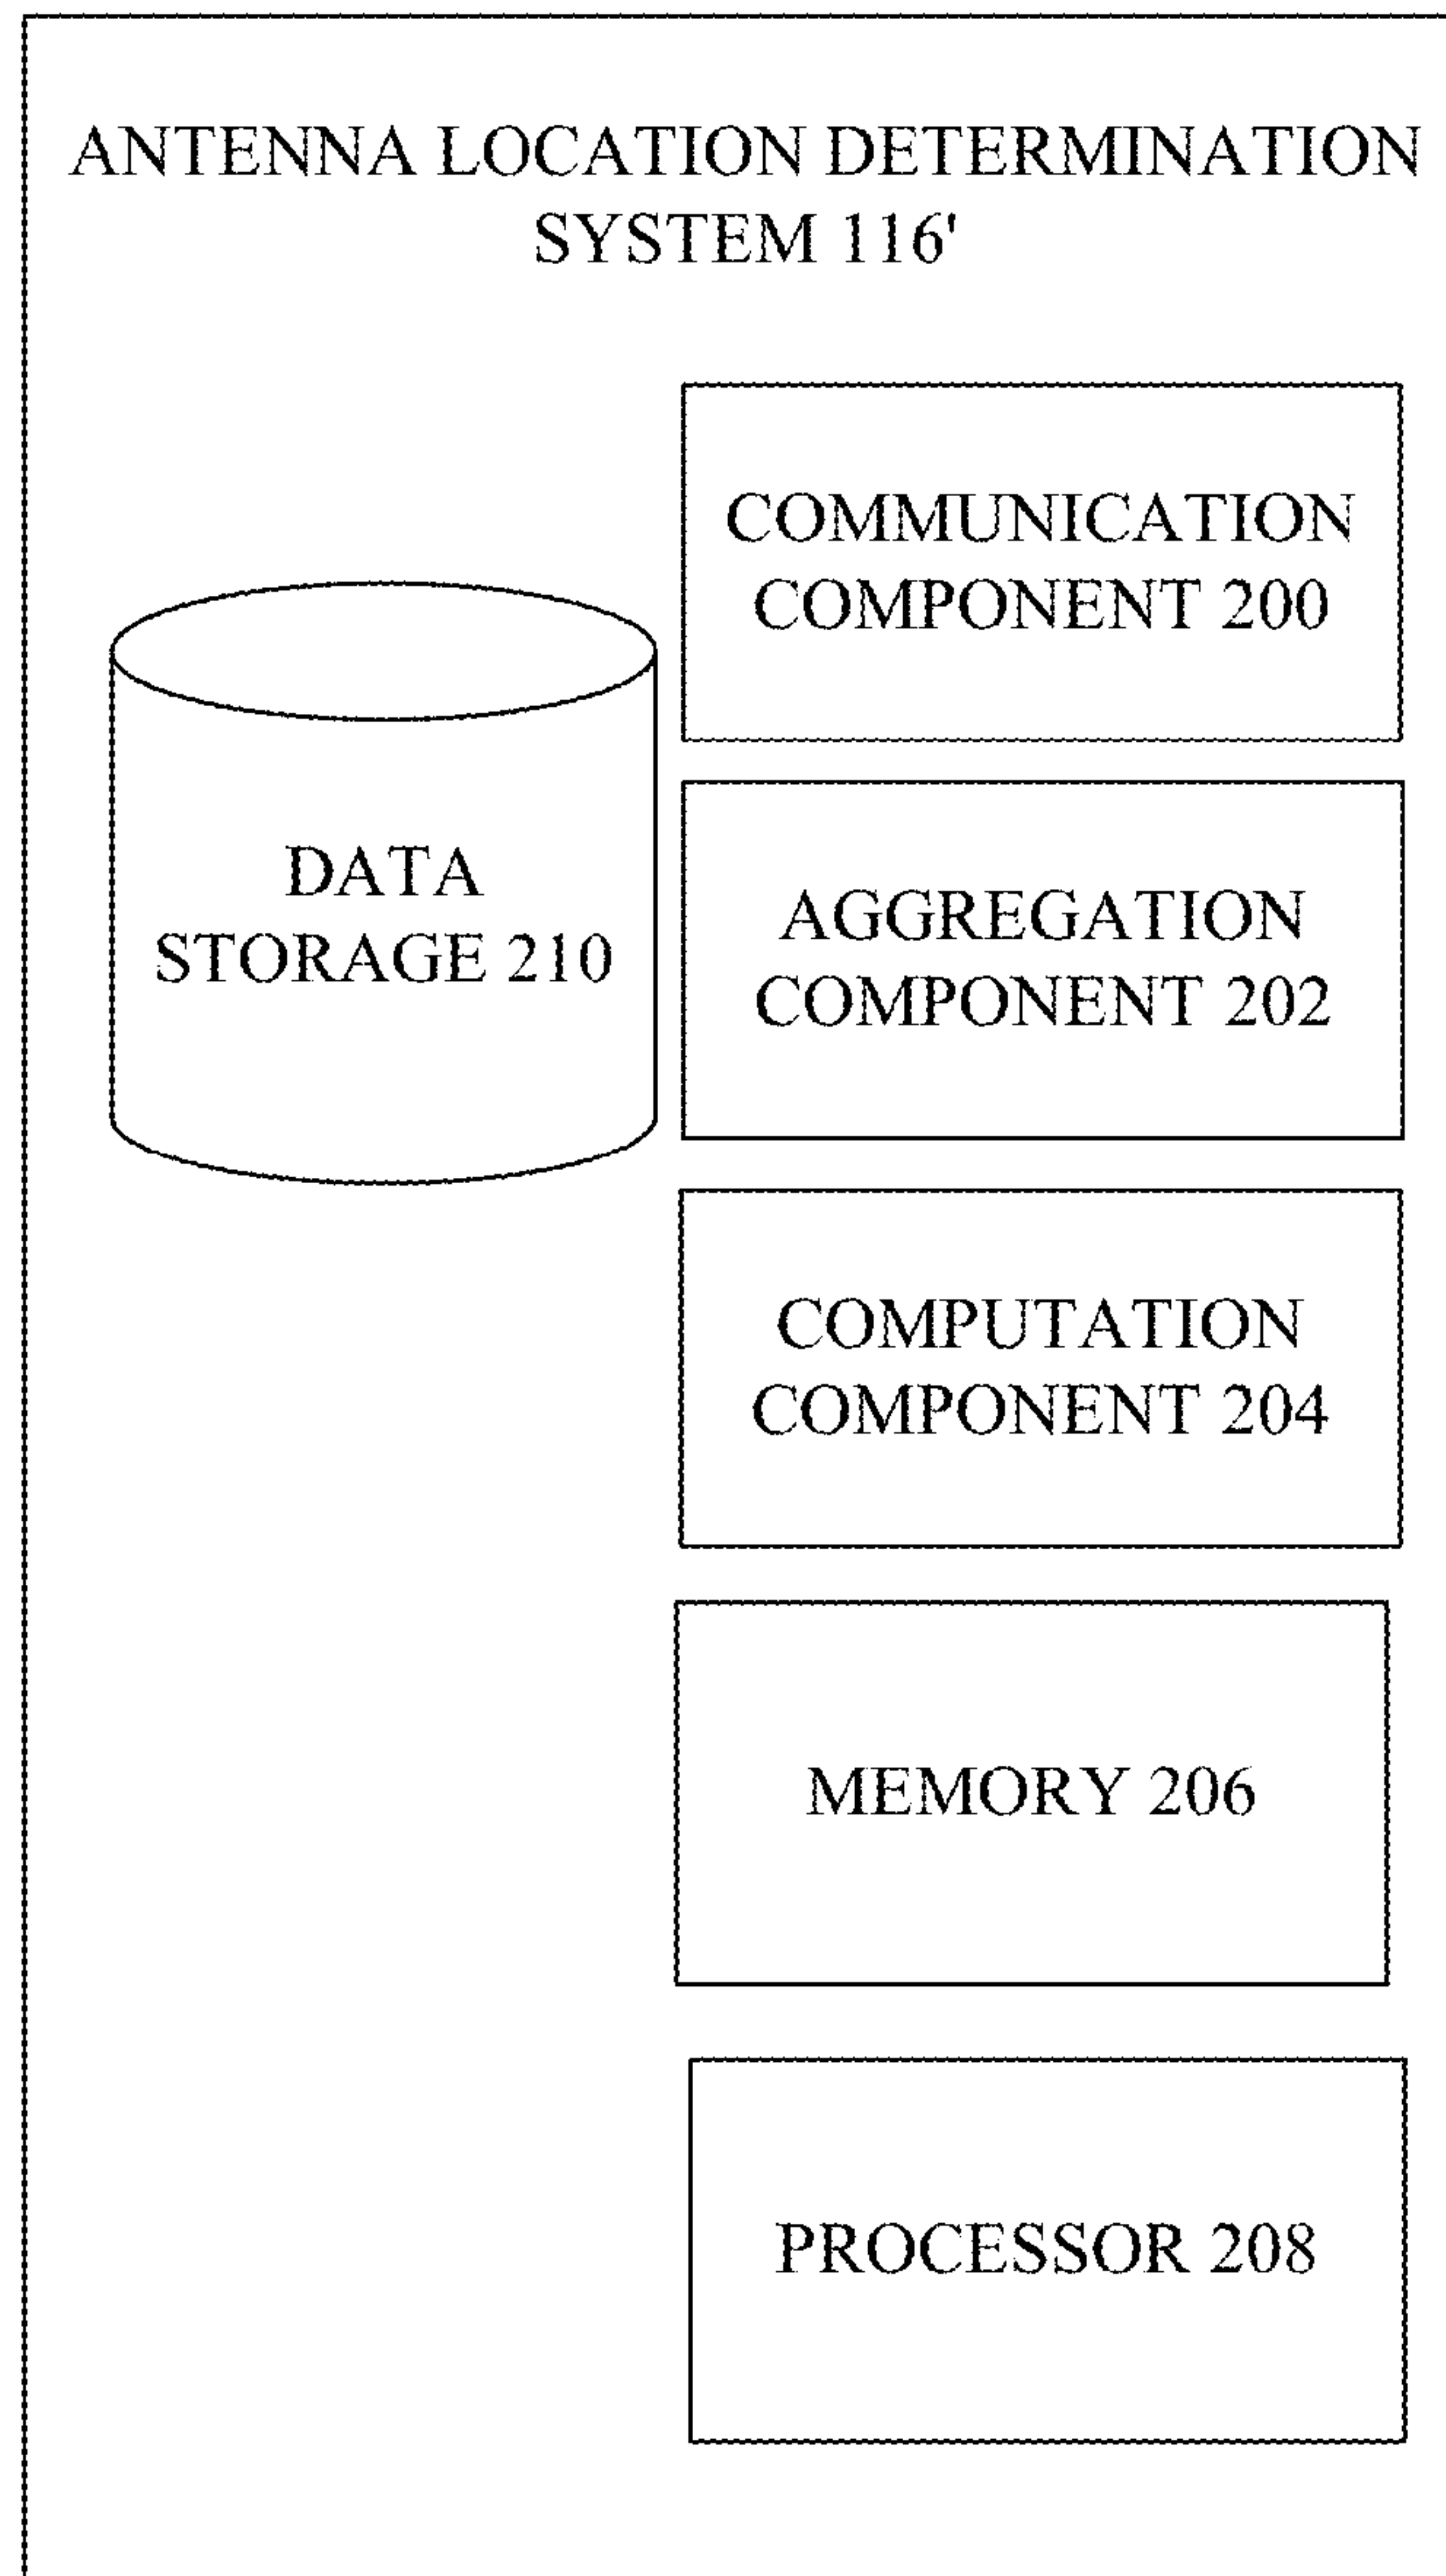 ANTENNA LOCATION DETERMINATION
SYSTEM 116'
COMMUNICATION
COMPONENT 200
DATA
STORAGE 210
AGGREGATION
COMPONENT 202
COMPUTATION
COMPONENT 204
MEMORY 206
PROCESSOR 208